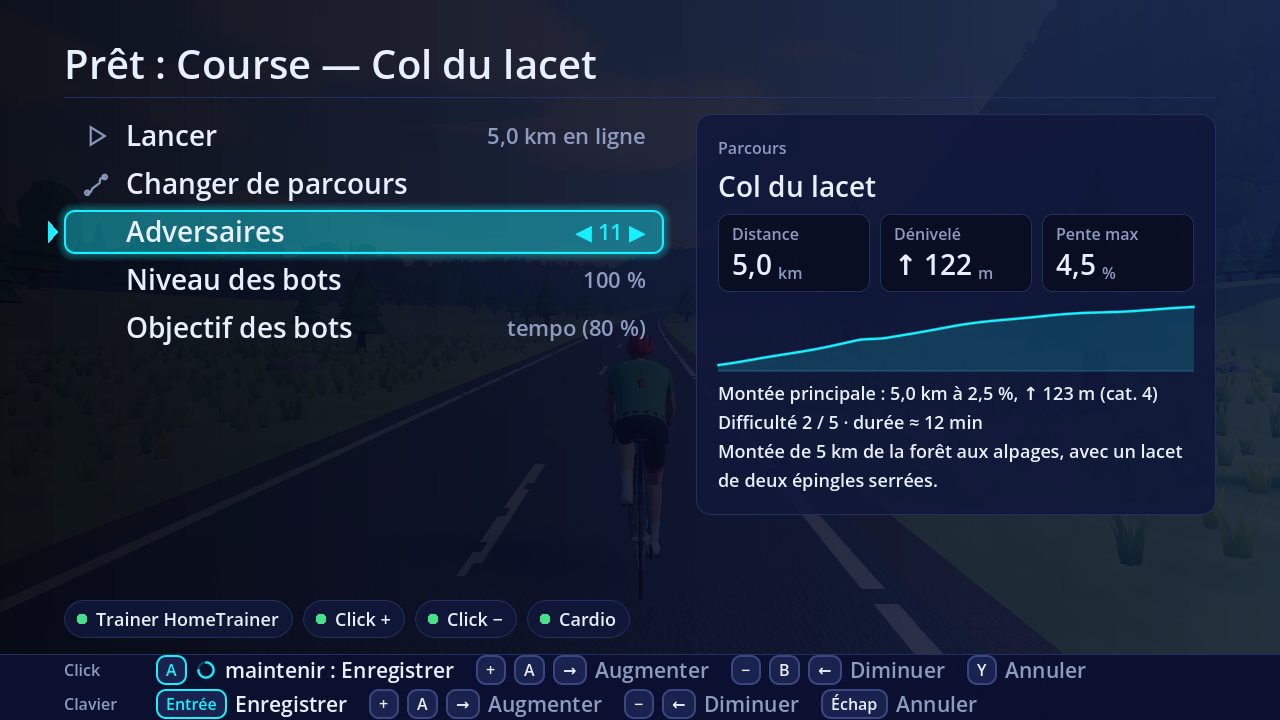 Prêt : Course — Col du lacet
Lancer 5,0 km en ligne
Changer de parcours
Adversaires ◀ 11 ▶
Niveau des bots 100 %
Objectif des bots tempo (80 %)
Parcours
Col du lacet
Distance Dénivelé Pente max
5,0 km ↑ 122 m 4,5 %
Montée principale : 5,0 km à 2,5 %, ↑ 123 m (cat. 4)
Difficulté 2 / 5 · durée ≈ 12 min
Montée de 5 km de la forêt aux alpages, avec un lacet
de deux épingles serrées.
Trainer HomeTrainer Click + Click − Cardio
Click A maintenir : Enregistrer + A → Augmenter − B ← Diminuer Y Annuler
Clavier Entrée Enregistrer + A → Augmenter − ← Diminuer Échap Annuler